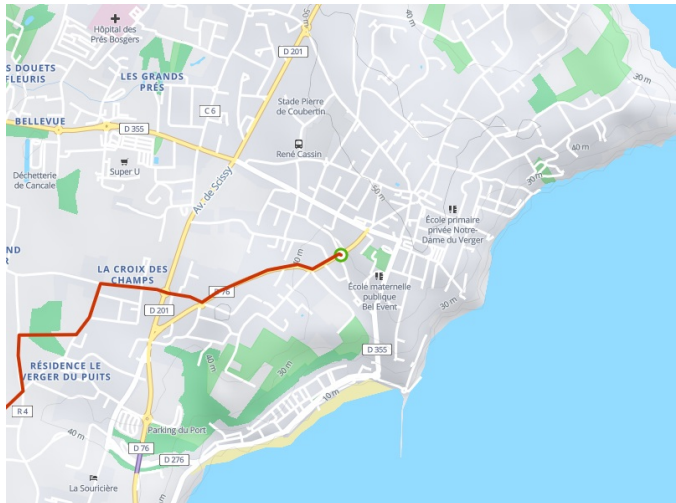 Hôpital des
Prés Bosgers
50 m
D 201
30 m
S DOUETS
FLEURIS
LES GRANDS
PRÉS
Stade Pierre
de Coubertin
C 6
BELLEVUE
D 355
40 m
René Cassin
Super U
Déchetterie
de Cancale
30 m
Av. de Scissy
50 m
École primaire
privée Notre-
Dame du Verger
ND
R
LA CROIX DES
CHAMPS
École maternelle
publique
Bel Event
30 m
D 201
D 355
RÉSIDENCE LE
VERGER DU PUITS
40 m
30 m
10 m
R 4
40 m
Parking du Port
D 76
D 276
La Souricière